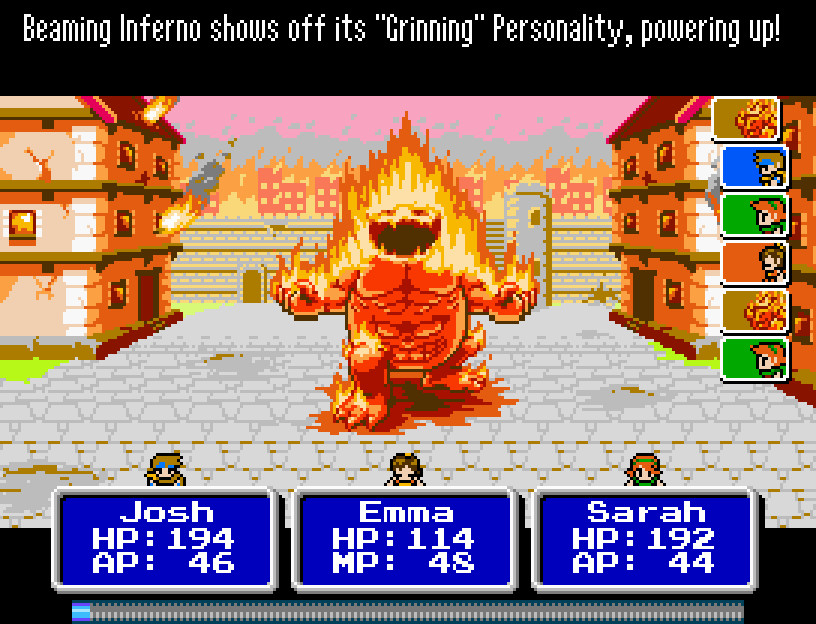 Beaming Inferno shows off its "Grinning" Personality, powering up!
Josh
HP: 194
AP: 46
Emma
HP: 114
MP: 48
Sarah
HP: 192
AP: 44